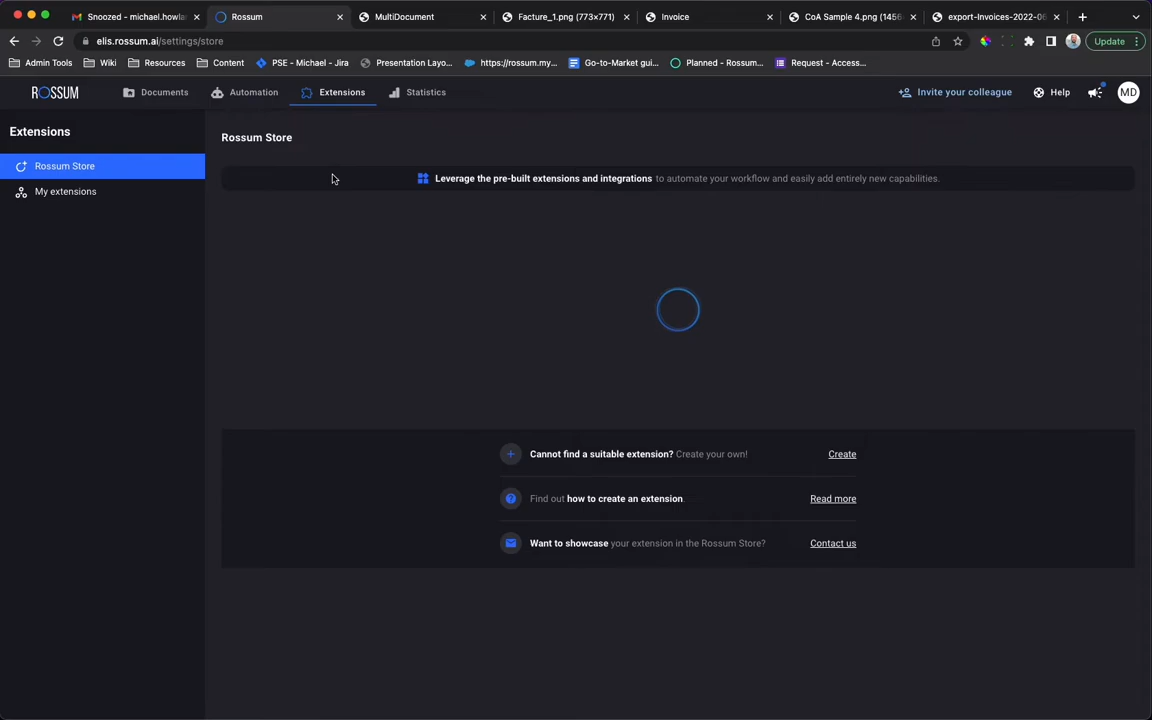 Snoozed - michael.howla
Rossum
MultiDocument
Facture_1.png (773×771)
Invoice
CoA Sample 4.png (1456
export-Invoices-2022-06
elis.rossum.ai/settings/store
Update
Admin Tools
Wiki
Resources
Content
PSE - Michael - Jira
Presentation Layo...
https://rossum.my...
Go-to-Market gui...
Planned - Rossum...
Request - Access...
ROSSUM
Documents
Automation
Extensions
Statistics
Invite your colleague
Help
MD
Extensions
Rossum Store
My extensions
Rossum Store
Leverage the pre-built extensions and integrations to automate your workflow and easily add entirely new capabilities.
Cannot find a suitable extension? Create your own! Create
Find out how to create an extension Read more
Want to showcase your extension in the Rossum Store? Contact us